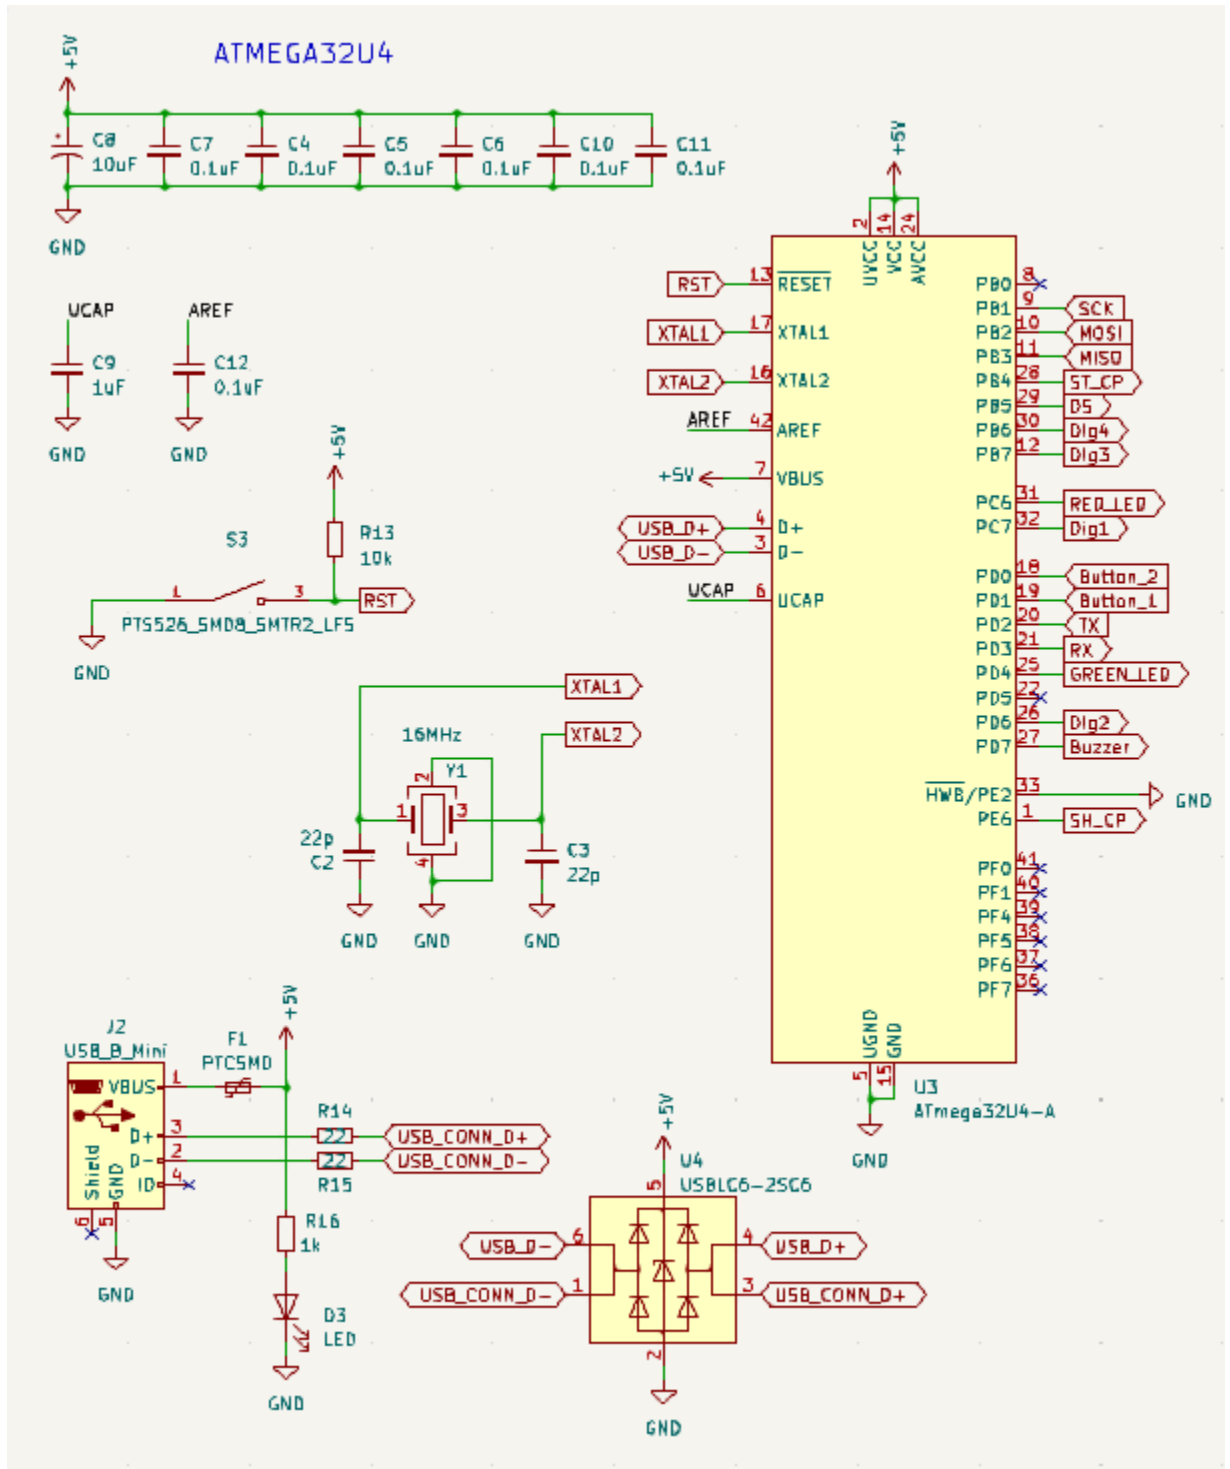 ATMEGA32U4
+5V
C8
10uF
C7
0.1uF
C4
0.1uF
C5
0.1uF
C6
0.1uF
C10
0.1uF
C11
0.1uF
GND
UCAP
C9
1uF
GND
AREF
C12
0.1uF
GND
+5V
R13
10k
S3
1
3
RST
PTS526_SMD8_SMTR2_LFS
GND
XTAL1
XTAL2
16MHz
Y1
2
1
3
4
22p
C2
C3
22p
GND
GND
GND
+5V
J2
USB_B_Mini
F1
PTCSMD
VBUS
1
D+
3
D-
2
ID
4
Shield
GND
6
5
GND
R14
22
USB_CONN_D+
22
USB_CONN_D-
R15
R16
1k
D3
LED
GND
+5V
U4
USBLC6-2SC6
5
USB_D-
6
4
USB_D+
USB_CONN_D-
1
3
USB_CONN_D+
2
GND
+5V
2
14
24
UVCC
VCC
AVCC
RST
13
RESET
XTAL1
17
XTAL1
XTAL2
16
XTAL2
AREF
42
AREF
+5V
7
VBUS
USB_D+
4
D+
USB_D-
3
D-
UCAP
6
UCAP
PB0
8
PB1
9
SCK
PB2
10
MOSI
PB3
11
MISO
PB4
28
ST_CP
PB5
29
DS
PB6
30
Dig4
PB7
12
Dig3
PC6
31
RED_LED
PC7
32
Dig1
PD0
18
Button_2
PD1
19
Button_1
PD2
20
TX
PD3
21
RX
PD4
25
GREEN_LED
PD5
22
PD6
26
Dig2
PD7
27
Buzzer
HWB/PE2
33
GND
PE6
1
SH_CP
PF0
41
PF1
40
PF4
39
PF5
38
PF6
37
PF7
36
UGND
GND
5
15
U3
ATmega32U4-A
GND